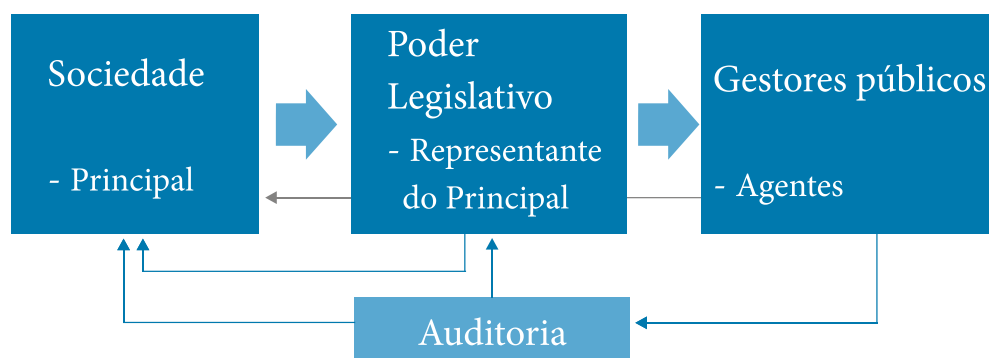 Sociedade
- Principal
Poder
Legislativo
- Representante
do Principal
Gestores públicos
- Agentes
Auditoria